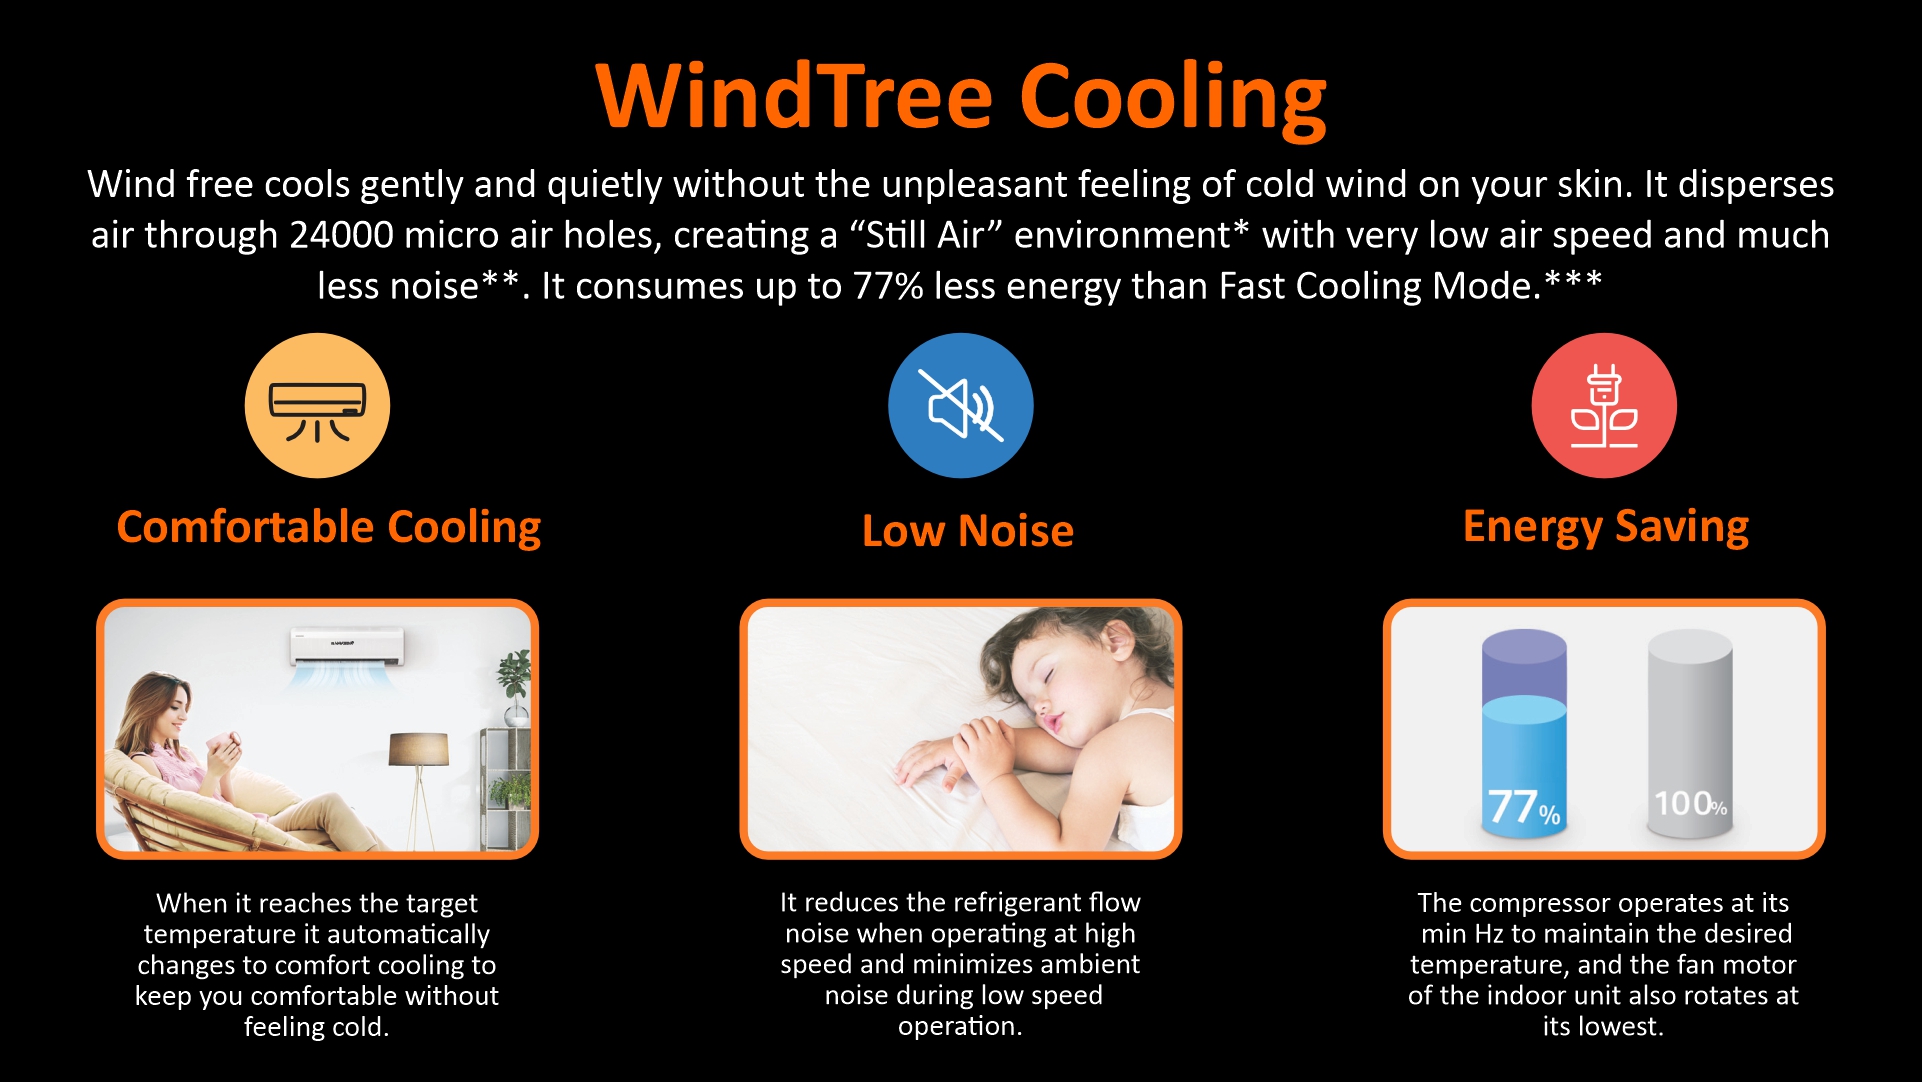 WindTree Cooling
Wind free cools gently and quietly without the unpleasant feeling of cold wind on your skin. It disperses
air through 24000 micro air holes, creating a “Still Air” environment* with very low air speed and much
less noise**. It consumes up to 77% less energy than Fast Cooling Mode.***
Comfortable Cooling
Low Noise
Energy Saving
77%
100%
When it reaches the target
temperature it automatically
changes to comfort cooling to
keep you comfortable without
feeling cold.
It reduces the refrigerant flow
noise when operating at high
speed and minimizes ambient
noise during low speed
operation.
The compressor operates at its
min Hz to maintain the desired
temperature, and the fan motor
of the indoor unit also rotates at
its lowest.